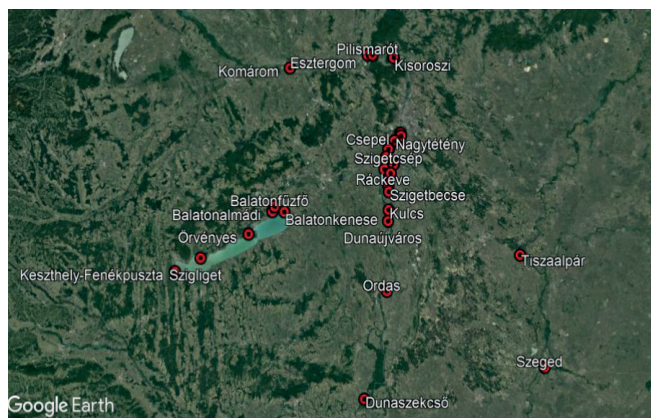 Pilismarót
Esztergom
Komárom
Kisoroszi
Csepel
Nagytétény
Szigetcsép
Ráckeve
Szigetbecse
Balatonfűzfő
Balatonalmádi
Balatonkenese
Kulcs
Örvényes
Dunaújváros
Keszthely-Fenékpuszta
Szigliget
Tiszaalpár
Ordas
Szeged
Dunaszekcső
Google Earth